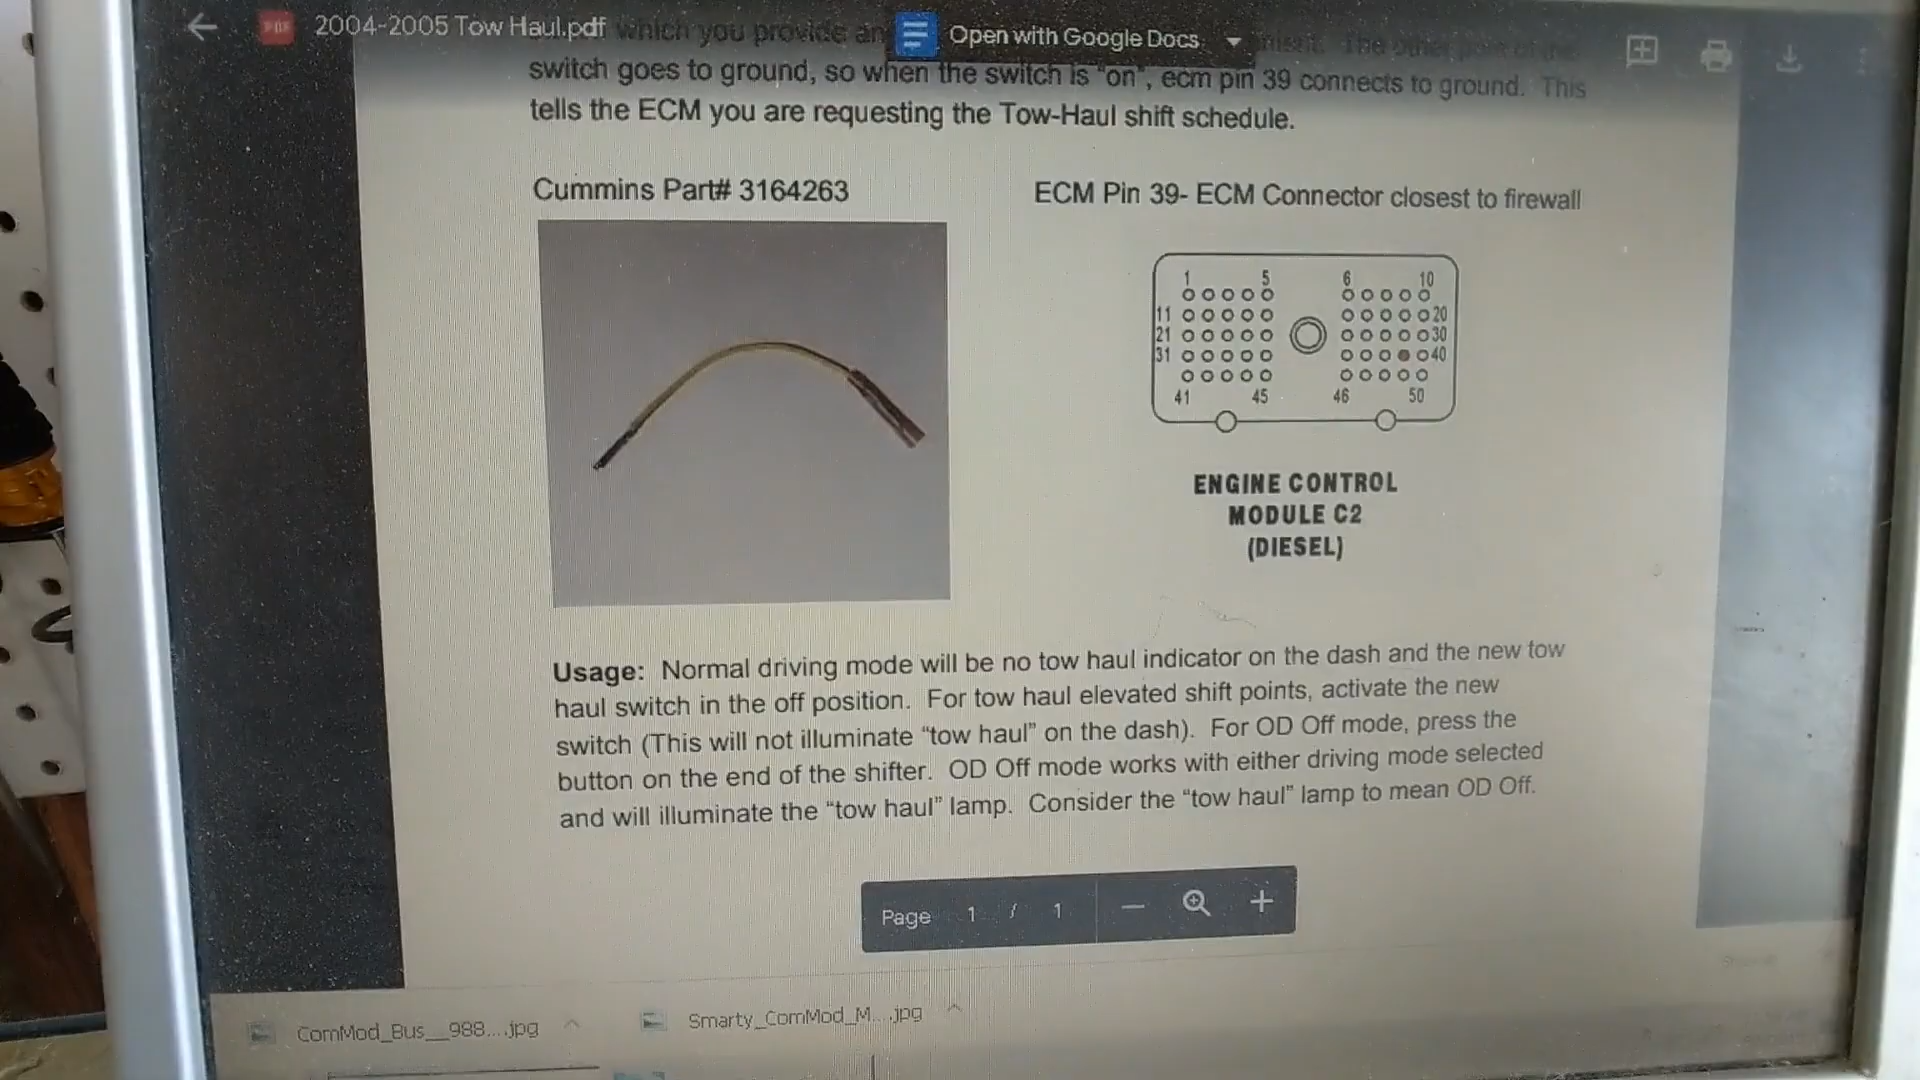 2004-2005 Tow Haul.pdf
which you provide an
Open with Google Docs
The other
switch goes to ground, so when the switch is "on", ecm pin 39 connects to ground. This
tells the ECM you are requesting the Tow-Haul shift schedule.
Cummins Part# 3164263
ECM Pin 39- ECM Connector closest to firewall
1 5 6 10
11 20
21 30
31 40
41 45 46 50
ENGINE CONTROL
MODULE C2
(DIESEL)
Usage: Normal driving mode will be no tow haul indicator on the dash and the new tow
haul switch in the off position. For tow haul elevated shift points, activate the new
switch (This will not illuminate "tow haul" on the dash). For OD Off mode, press the
button on the end of the shifter. OD Off mode works with either driving mode selected
and will illuminate the "tow haul" lamp. Consider the "tow haul" lamp to mean OD Off.
Page 1 / 1
ComMod_Bus__988....jpg
Smarty_ComMod_M....jpg